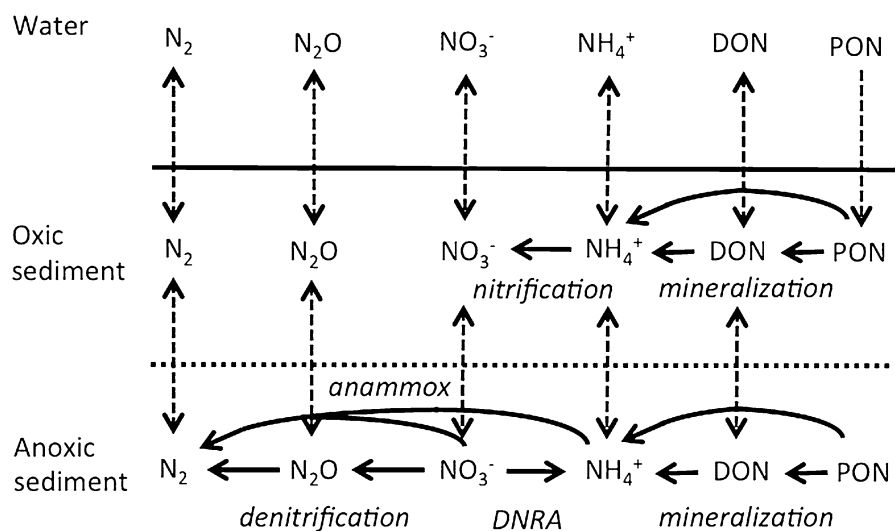 Water
N₂ N₂O NO₃⁻ NH₄⁺ DON PON
Oxic
sediment
N₂ N₂O NO₃⁻ NH₄⁺ DON PON
nitrification mineralization
anammox
Anoxic
sediment
N₂ N₂O NO₃⁻ NH₄⁺ DON PON
denitrification DNRA mineralization